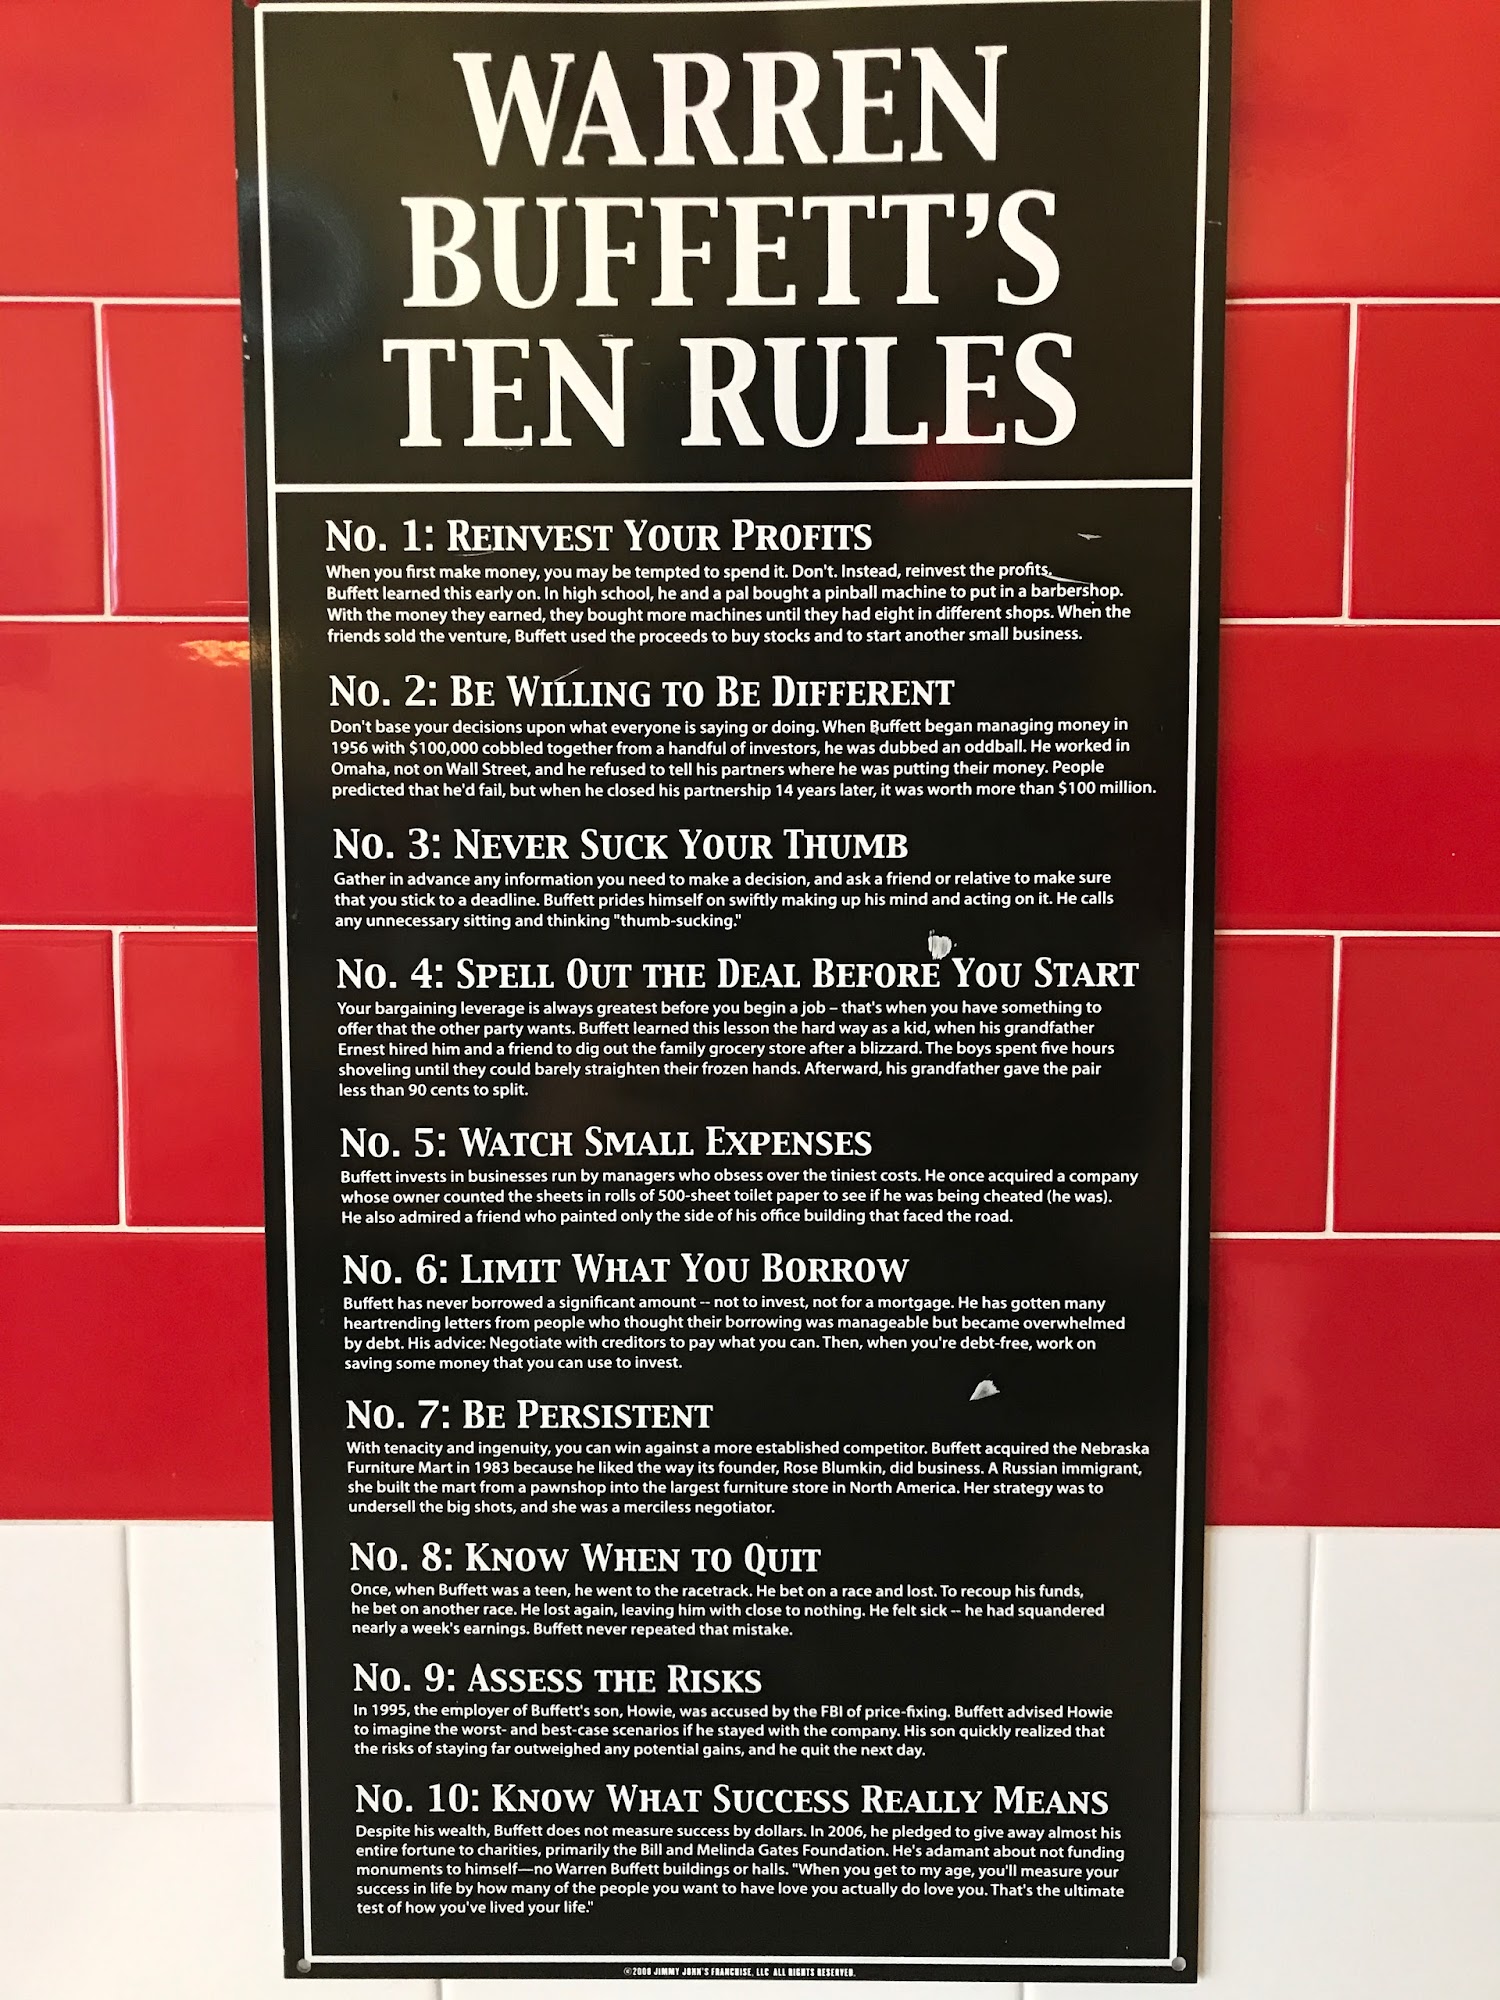 WARREN
BUFFETT'S
TEN RULES
No. 1: Reinvest Your Profits
When you first make money, you may be tempted to spend it. Don't. Instead, reinvest the profits.
Buffett learned this early on. In high school, he and a pal bought a pinball machine to put in a barbershop.
With the money they earned, they bought more machines until they had eight in different shops. When the
friends sold the venture, Buffett used the proceeds to buy stocks and to start another small business.
No. 2: Be Willing to Be Different
Don't base your decisions upon what everyone is saying or doing. When Buffett began managing money in
1956 with $100,000 cobbled together from a handful of investors, he was dubbed an oddball. He worked in
Omaha, not on Wall Street, and he refused to tell his partners where he was putting their money. People
predicted that he'd fail, but when he closed his partnership 14 years later, it was worth more than $100 million.
No. 3: Never Suck Your Thumb
Gather in advance any information you need to make a decision, and ask a friend or relative to make sure
that you stick to a deadline. Buffett prides himself on swiftly making up his mind and acting on it. He calls
any unnecessary sitting and thinking "thumb-sucking."
No. 4: Spell Out the Deal Before You Start
Your bargaining leverage is always greatest before you begin a job – that's when you have something to
offer that the other party wants. Buffett learned this lesson the hard way as a kid, when his grandfather
Ernest hired him and a friend to dig out the family grocery store after a blizzard. The boys spent five hours
shoveling until they could barely straighten their frozen hands. Afterward, his grandfather gave the pair
less than 90 cents to split.
No. 5: Watch Small Expenses
Buffett invests in businesses run by managers who obsess over the tiniest costs. He once acquired a company
whose owner counted the sheets in rolls of 500-sheet toilet paper to see if he was being cheated (he was).
He also admired a friend who painted only the side of his office building that faced the road.
No. 6: Limit What You Borrow
Buffett has never borrowed a significant amount -- not to invest, not for a mortgage. He has gotten many
heartrending letters from people who thought their borrowing was manageable but became overwhelmed
by debt. His advice: Negotiate with creditors to pay what you can. Then, when you're debt-free, work on
saving some money that you can use to invest.
No. 7: Be Persistent
With tenacity and ingenuity, you can win against a more established competitor. Buffett acquired the Nebraska
Furniture Mart in 1983 because he liked the way its founder, Rose Blumkin, did business. A Russian immigrant,
she built the mart from a pawnshop into the largest furniture store in North America. Her strategy was to
undersell the big shots, and she was a merciless negotiator.
No. 8: Know When to Quit
Once, when Buffett was a teen, he went to the racetrack. He bet on a race and lost. To recoup his funds,
he bet on another race. He lost again, leaving him with close to nothing. He felt sick -- he had squandered
nearly a week's earnings. Buffett never repeated that mistake.
No. 9: Assess the Risks
In 1995, the employer of Buffett's son, Howie, was accused by the FBI of price-fixing. Buffett advised Howie
to imagine the worst- and best-case scenarios if he stayed with the company. His son quickly realized that
the risks of staying far outweighed any potential gains, and he quit the next day.
No. 10: Know What Success Really Means
Despite his wealth, Buffett does not measure success by dollars. In 2006, he pledged to give away almost his
entire fortune to charities, primarily the Bill and Melinda Gates Foundation. He's adamant about not funding
monuments to himself—no Warren Buffett buildings or halls. "When you get to my age, you'll measure your
success in life by how many of the people you want to have love you actually do love you. That's the ultimate
test of how you've lived your life."
©2008 JIMMY JOHN'S FRANCHISE, LLC ALL RIGHTS RESERVED.